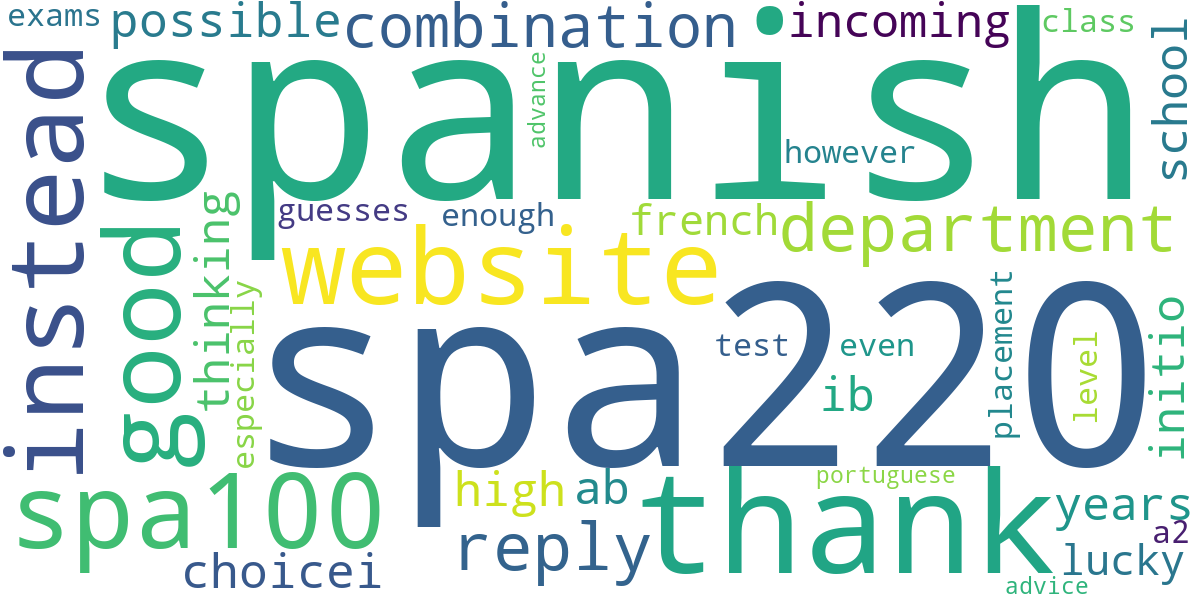 exams
possible
combination
•
incoming
class
instead
spanish
advance
school
however
good
thinking
guesses
enough
french
department
website
especially
spa220
test
even
ib
placement
level
initio
spa100
high
ab
portuguese
thank
years
reply
a2
choicei
lucky
advice